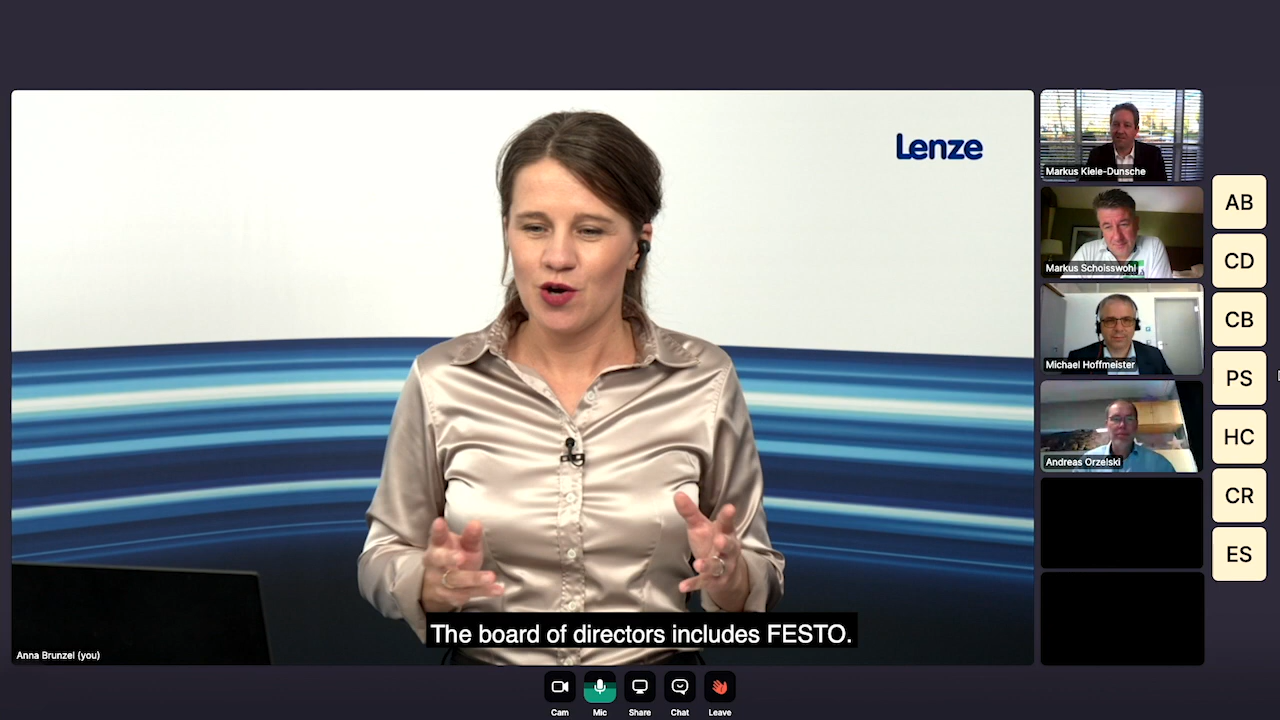 Lenze
Markus Kiele-Dunsche
Markus Schoisswohl
Michael Hoffmeister
Andreas Orzelski
AB
CD
CB
PS
HC
CR
ES
The board of directors includes FESTO.
Anna Brunzel (you)
Cam
Mic
Share
Chat
Leave